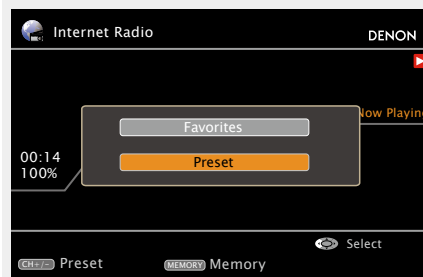 Internet Radio
DENON
Now Playing
Favorites
Preset
00:14
100%
Select
CH+/- Preset
MEMORY Memory